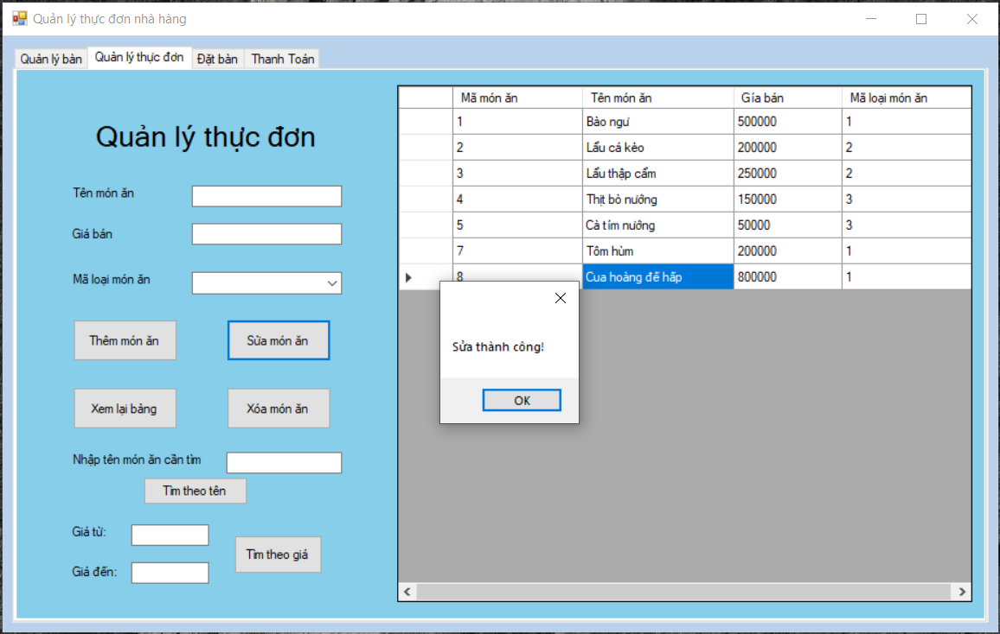 Quản lý thực đơn nhà hàng
Quản lý bàn Quản lý thực đơn Đặt bàn Thanh Toán
Quản lý thực đơn
Tên món ăn
Giá bán
Mã loại món ăn
Thêm món ăn Sửa món ăn
Xem lại bảng Xóa món ăn
Nhập tên món ăn cần tìm
Tìm theo tên
Giá từ:
Tìm theo giá
Giá đến:
Mã món ăn Tên món ăn Gía bán Mã loại món ăn
1 Bào ngư 500000 1
2 Lẩu cá kèo 200000 2
3 Lẩu thập cẩm 250000 2
4 Thịt bò nướng 150000 3
5 Cà tím nướng 50000 3
7 Tôm hùm 200000 1
8 Cua hoàng đế hấp 800000 1
Sửa thành công!
OK